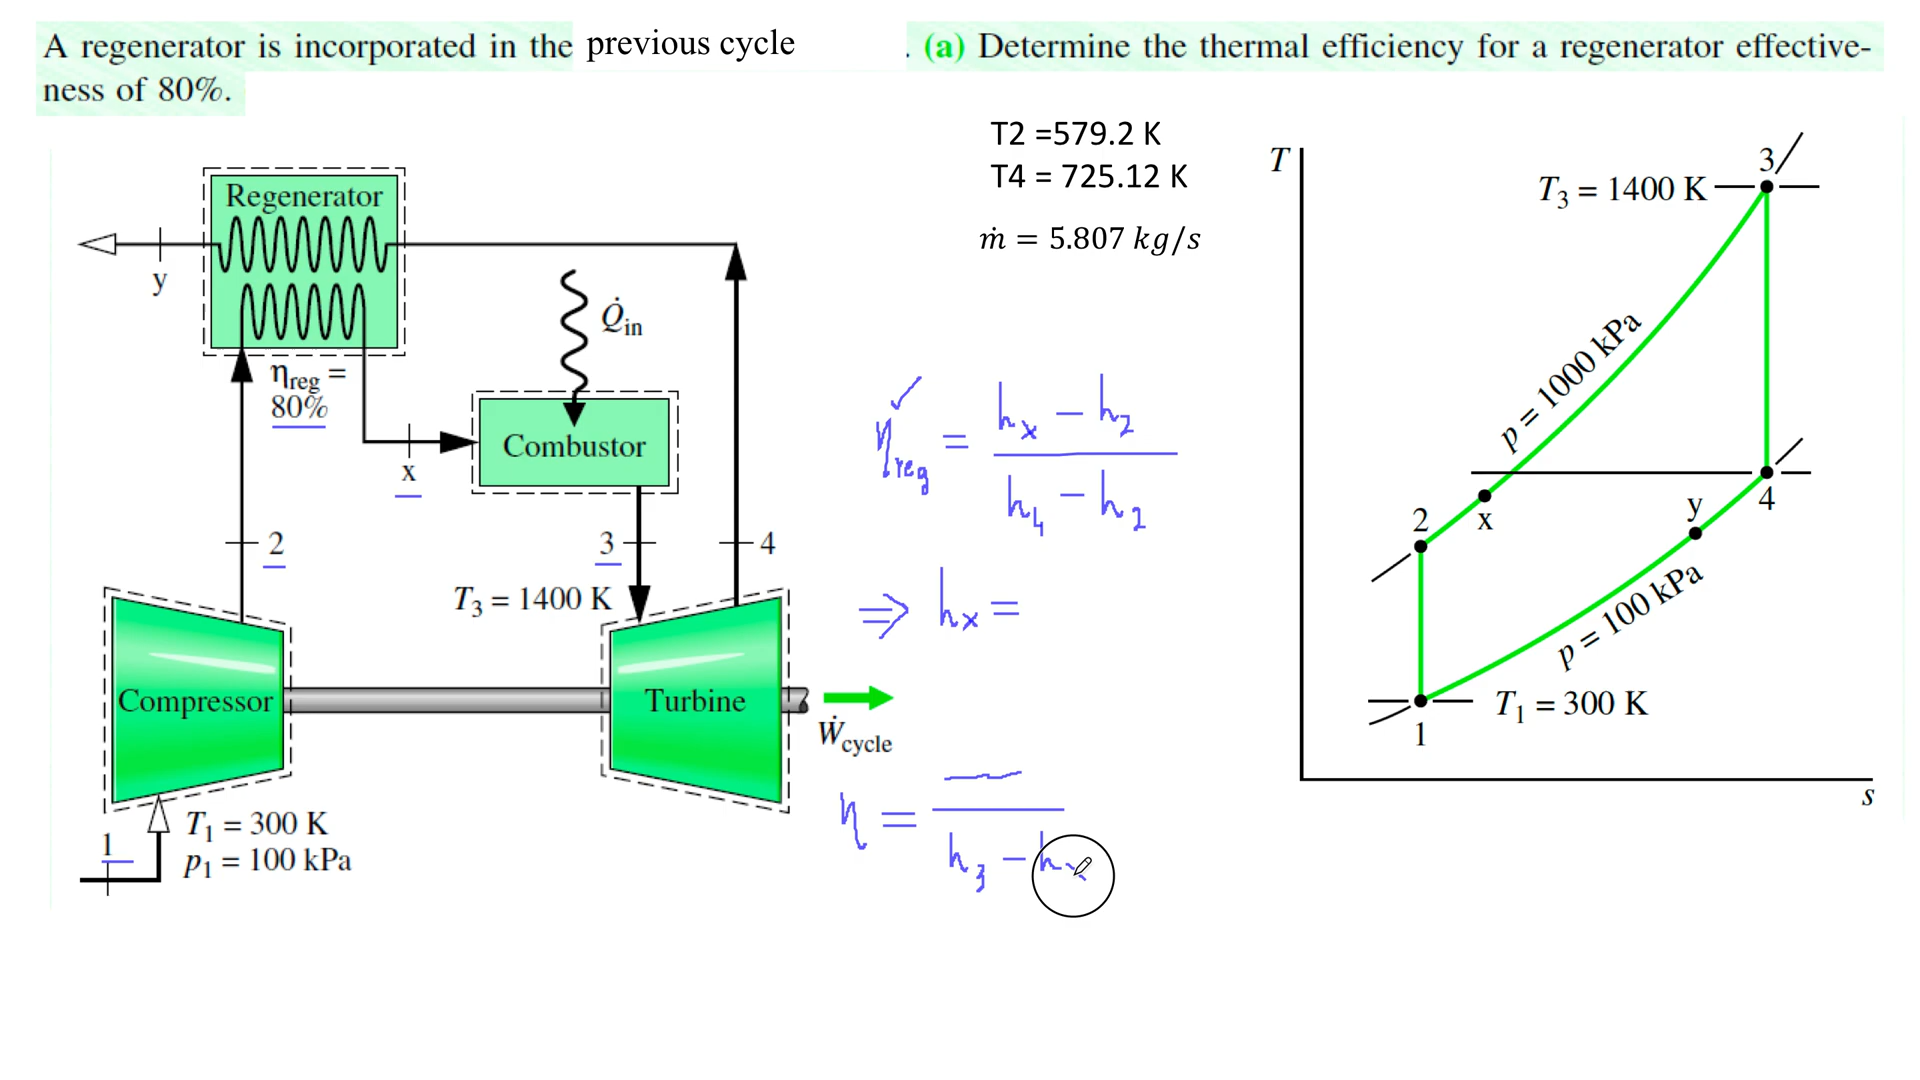 A regenerator is incorporated in the previous cycle . (a) Determine the thermal efficiency for a regenerator effective-
ness of 80%.
T2 =579.2 K
T4 = 725.12 K
ṁ = 5.807 kg/s
Regenerator
y
Q̇in
ηreg =
80%
Combustor
x
2
3
4
T3 = 1400 K
Compressor
Turbine
Ẇcycle
T1 = 300 K
1
p1 = 100 kPa
ηreg = hx – h2 / h4 – h2
⇒ hx =
η = — / h3 – hx
T
3
T3 = 1400 K
p = 1000 kPa
4
2
x
y
p = 100 kPa
T1 = 300 K
1
s